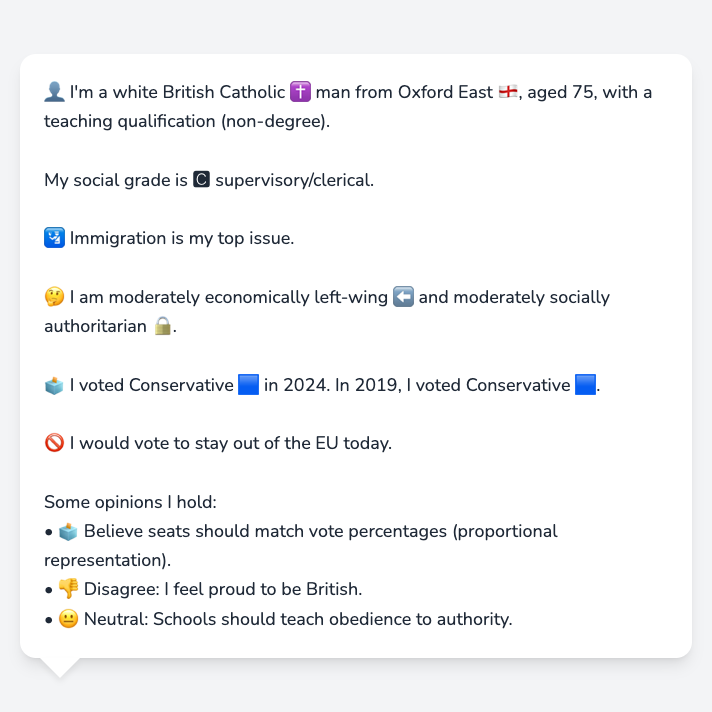 👤 I'm a white British Catholic ✝️ man from Oxford East 🏴󠁧󠁢󠁥󠁮󠁧󠁿, aged 75, with a
teaching qualification (non-degree).
My social grade is 🅲 supervisory/clerical.
🛂 Immigration is my top issue.
🤔 I am moderately economically left-wing ⬅️ and moderately socially
authoritarian 🔒.
🗳️ I voted Conservative 🟦 in 2024. In 2019, I voted Conservative 🟦.
🚫 I would vote to stay out of the EU today.
Some opinions I hold:
• 🗳️ Believe seats should match vote percentages (proportional
representation).
• 👎 Disagree: I feel proud to be British.
• 😐 Neutral: Schools should teach obedience to authority.